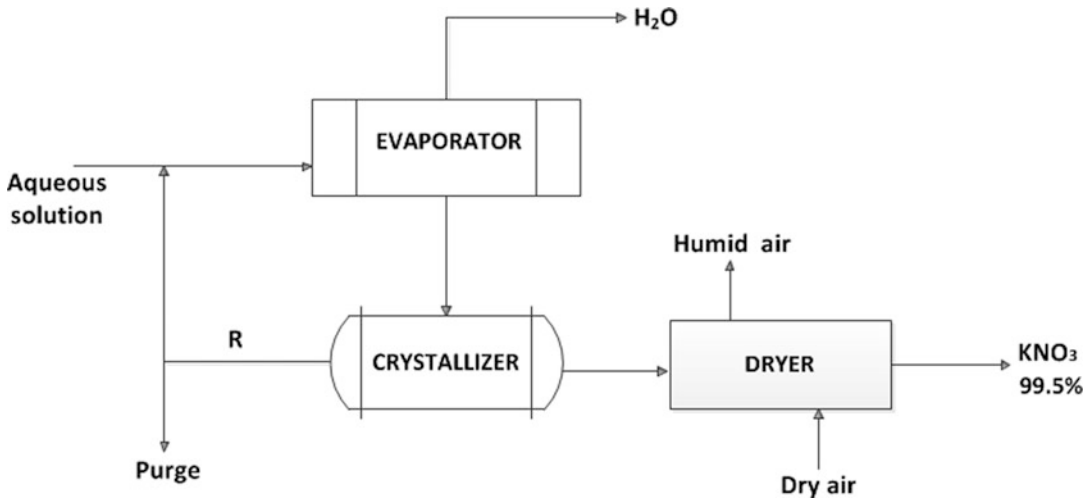 H₂O
EVAPORATOR
Aqueous
solution
Humid air
R
CRYSTALLIZER
DRYER
KNO₃
99.5%
Purge
Dry air